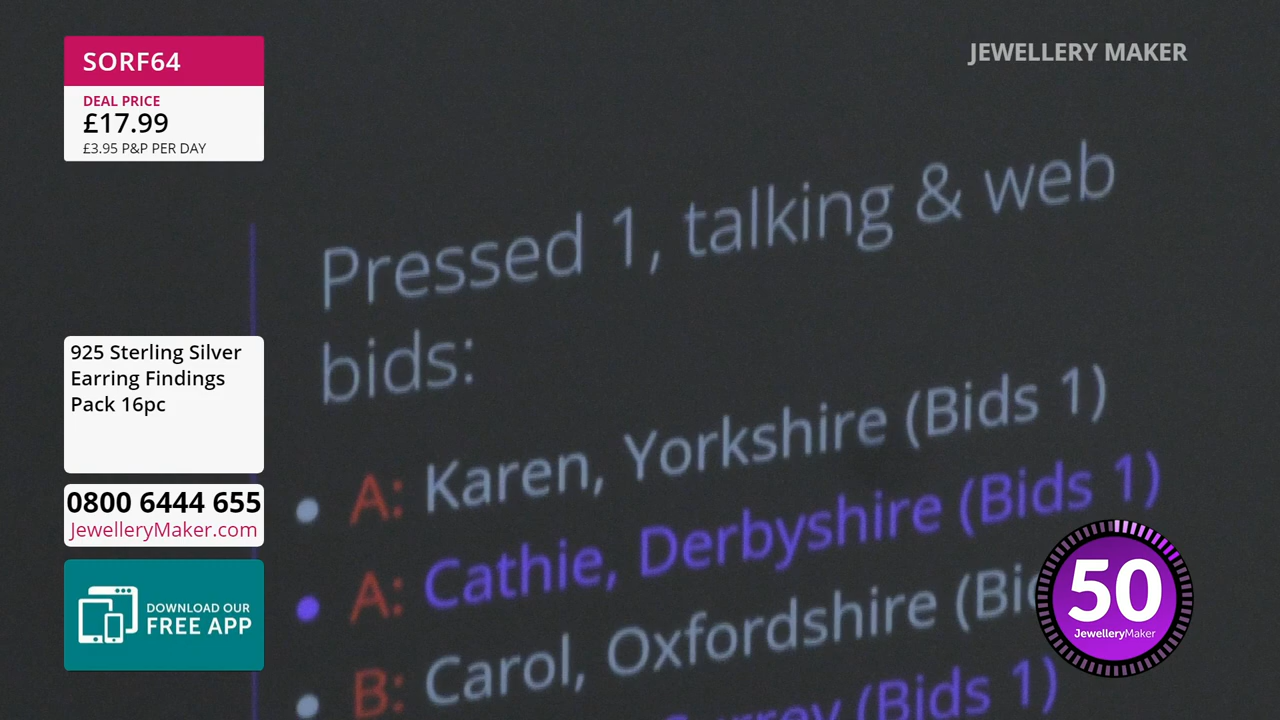 SORF64
DEAL PRICE
£17.99
£3.95 P&P PER DAY
JEWELLERY MAKER
Pressed 1, talking & web
bids:
• A: Karen, Yorkshire (Bids 1)
• A: Cathie, Derbyshire (Bids 1)
• B: Carol, Oxfordshire
(Bids 1)
925 Sterling Silver
Earring Findings
Pack 16pc
0800 6444 655
JewelleryMaker.com
DOWNLOAD OUR
FREE APP
50
JewelleryMaker